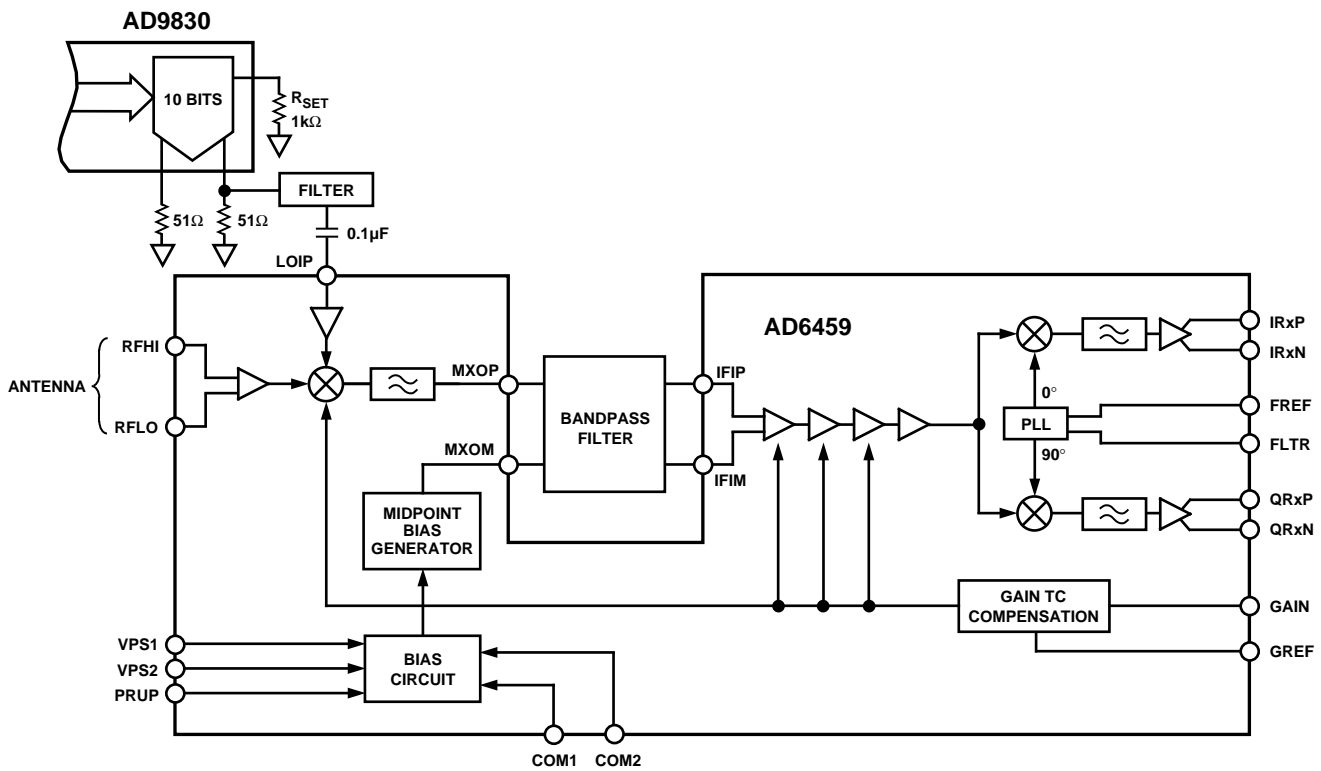 AD9830
10 BITS
RSET
1kΩ
FILTER
51Ω
51Ω
0.1µF
LOIP
AD6459
RFHI
ANTENNA
RFLO
MXOP
MXOM
BANDPASS
FILTER
IFIP
IFIM
0°
PLL
90°
IRxP
IRxN
FREF
FLTR
QRxP
QRxN
MIDPOINT
BIAS
GENERATOR
GAIN TC
COMPENSATION
GAIN
GREF
VPS1
VPS2
PRUP
BIAS
CIRCUIT
COM1
COM2